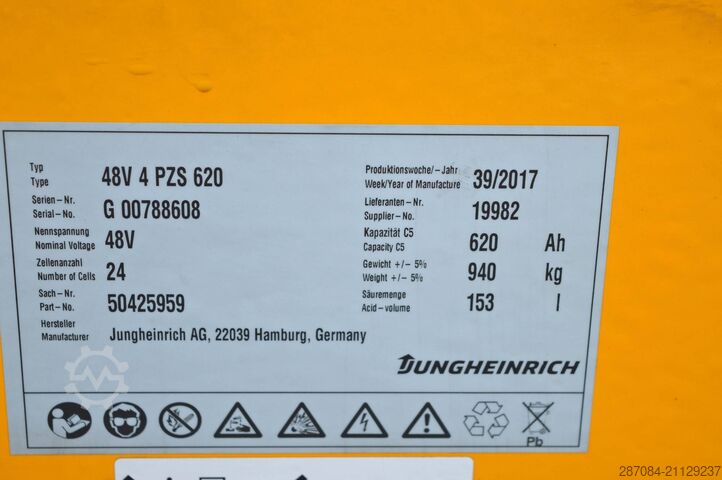 Typ
Type
48V 4 PZS 620
Serien-Nr.
Serial-No.
G 00788608
Nennspannung
Nominal Voltage
48V
Zellenanzahl
Number of Cells
24
Sach-Nr.
Part-No.
50425959
Hersteller
Manufacturer
Jungheinrich AG, 22039 Hamburg, Germany
Produktionswoche/-Jahr
Week/Year of Manufacture
39/2017
Lieferanten-Nr.
Supplier-No.
19982
Kapazität C5
Capacity C5
620 Ah
Gewicht +/- 5%
Weight +/- 5%
940 kg
Säuremenge
Acid-volume
153 l
JUNGHEINRICH
Pb
287084-21129237